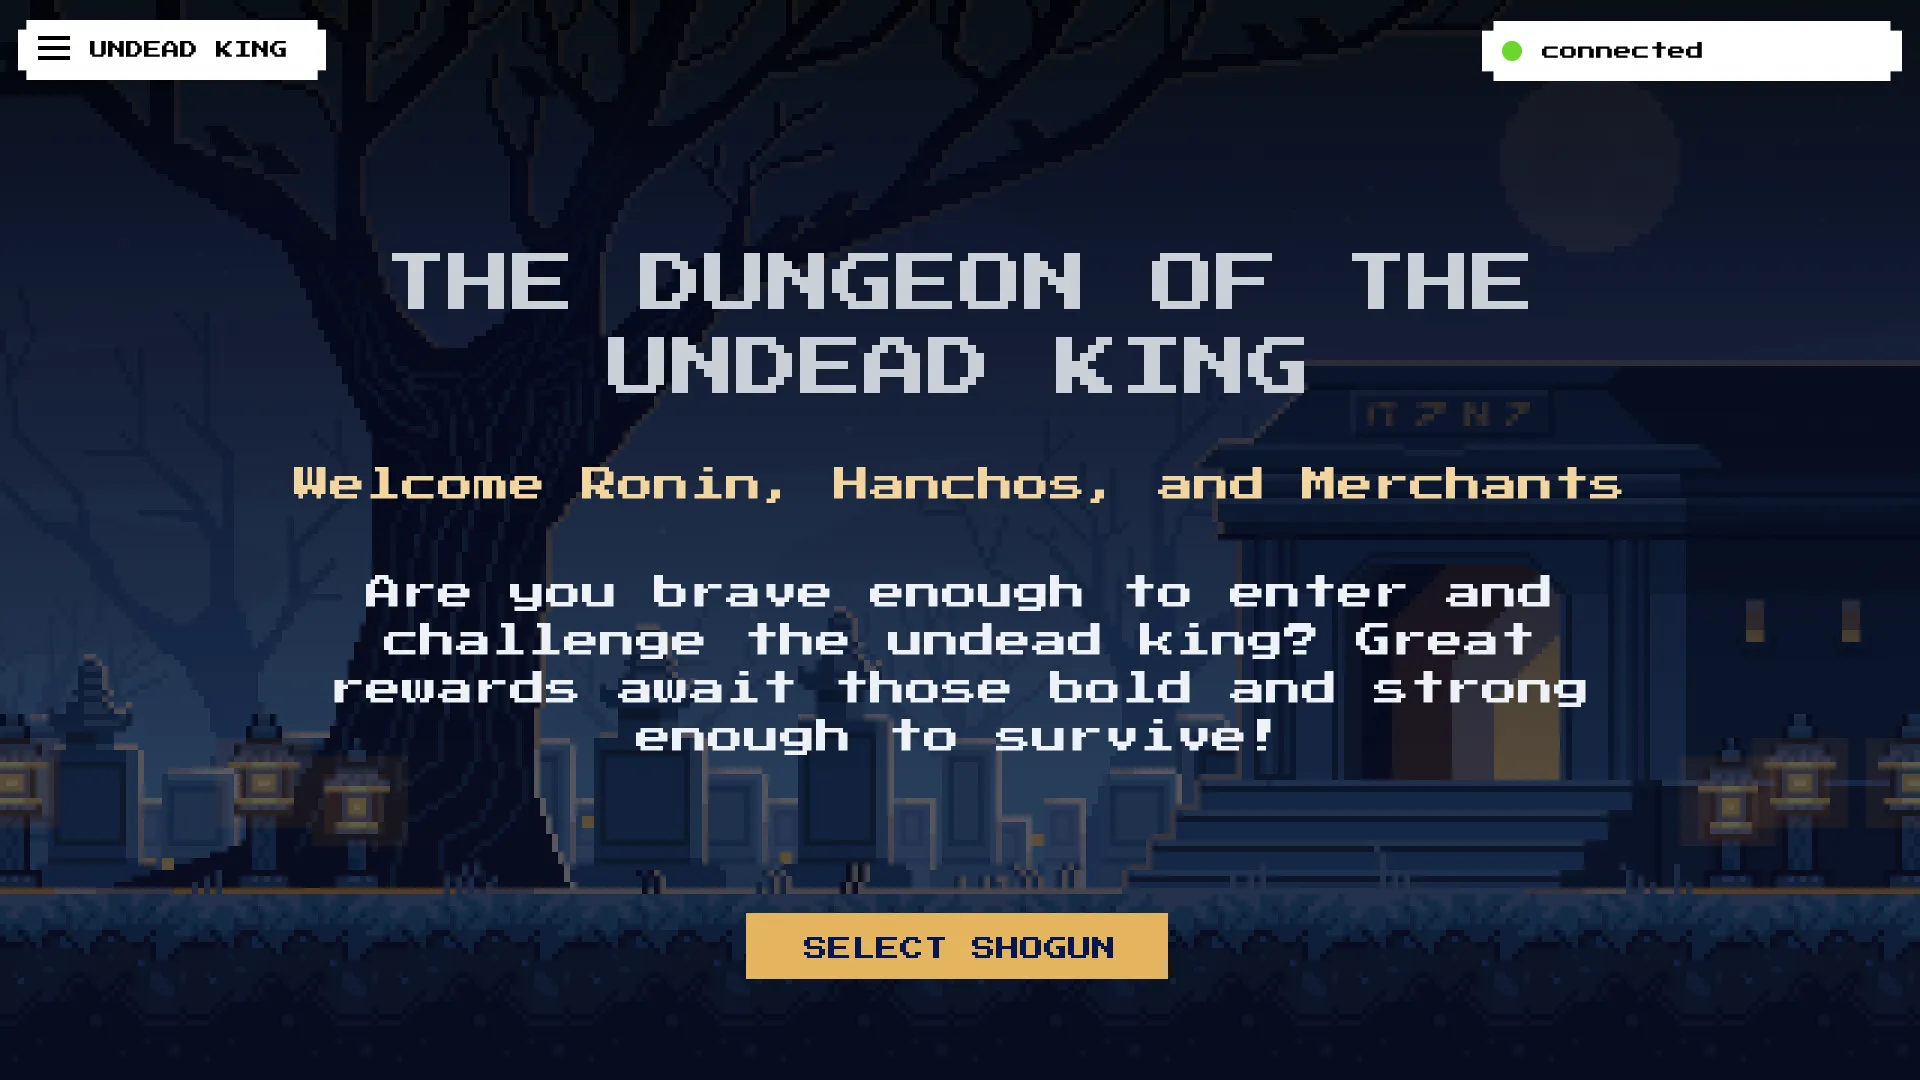 UNDEAD KING
connected
THE DUNGEON OF THE
UNDEAD KING
Welcome Ronin, Hanchos, and Merchants
Are you brave enough to enter and
challenge the undead king? Great
rewards await those bold and strong
enough to survive!
SELECT SHOGUN